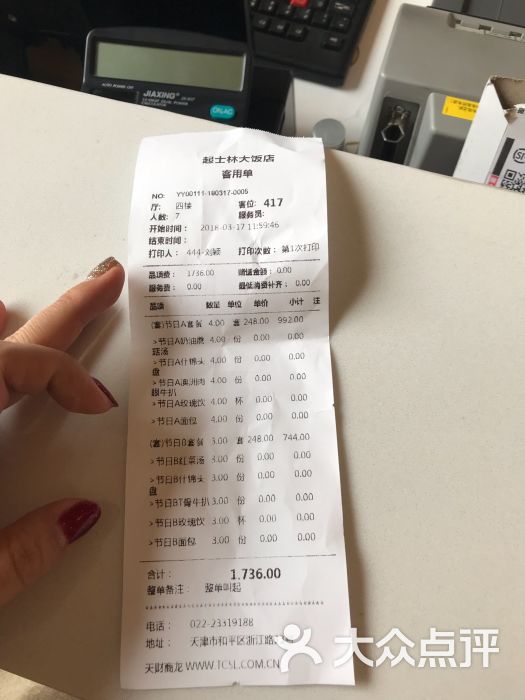 AUTO POWER OFF
JIAXING
ON/AC
起士林大饭店
客用单
NO: YY00111-180317-0005
厅: 四楼 客位: 417
人数: 7 服务员:
开始时间: 2018-03-17 11:59:46
结束时间:
打印人: 444-刘颖 打印次数: 第1次打印
品项费: 1736.00 赠送金额: 0.00
服务费: 0.00 最低消费补齐: 0.00
品项 数量 单位 单价 小计 注
(套)节日A套餐 4.00 套 248.00 992.00
>节日A奶油蘑 4.00 份 0.00 0.00
菇汤
>节日A什锦头 4.00 份 0.00 0.00
盘
>节日A澳洲肉 4.00 份 0.00 0.00
眼牛扒
>节日A玫瑰饮 4.00 杯 0.00 0.00
>节日A面包 4.00 份 0.00 0.00
(套)节日B套餐 3.00 套 248.00 744.00
>节日B红菜汤 3.00 份 0.00 0.00
>节日B什锦头 3.00 份 0.00 0.00
盘
>节日BT骨牛扒 3.00 份 0.00 0.00
>节日B玫瑰饮 3.00 杯 0.00 0.00
>节日B面包 3.00 份 0.00 0.00
合计: 1,736.00
整单备注: 整单叫起
电话: 022-23319188
地址: 天津市和平区浙江路33号
天财商龙 WWW.TCSL.COM.CN
大众点评